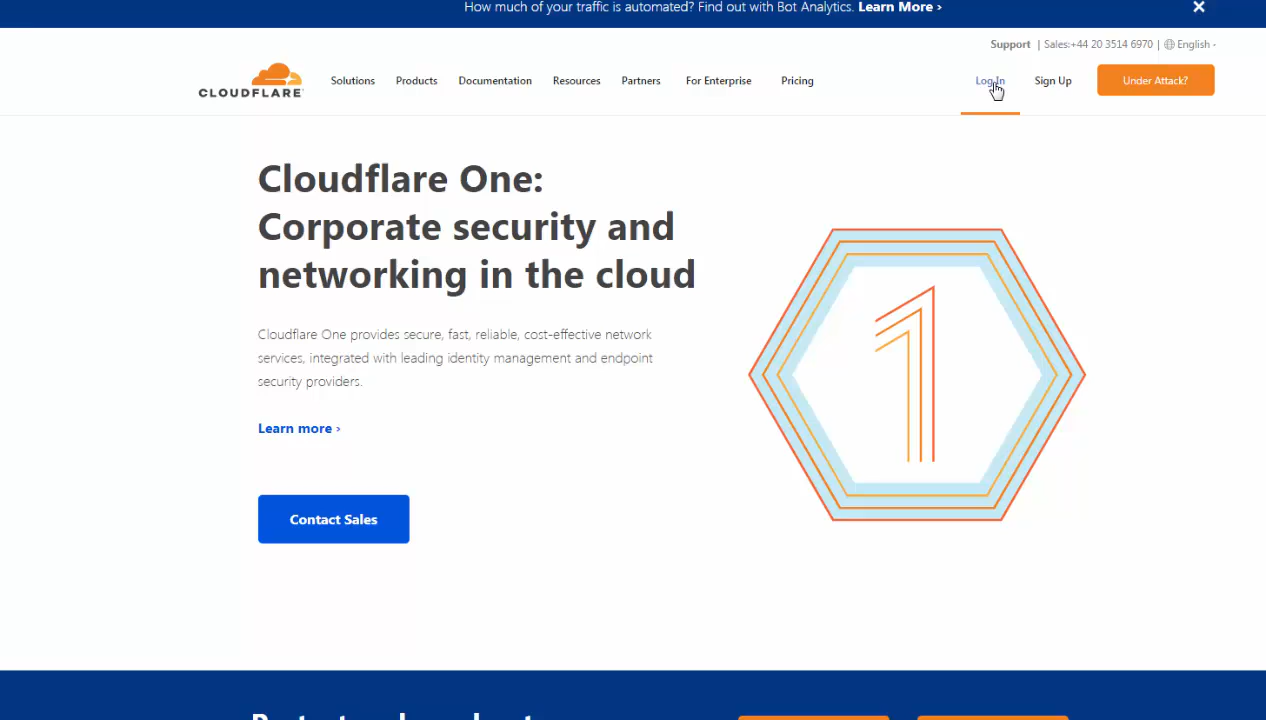 How much of your traffic is automated? Find out with Bot Analytics. Learn More ›
Support | Sales:+44 20 3514 6970 | English
CLOUDFLARE
Solutions Products Documentation Resources Partners For Enterprise Pricing Log In Sign Up Under Attack?
Cloudflare One:
Corporate security and
networking in the cloud
Cloudflare One provides secure, fast, reliable, cost-effective network
services, integrated with leading identity management and endpoint
security providers.
Learn more ›
Contact Sales
1